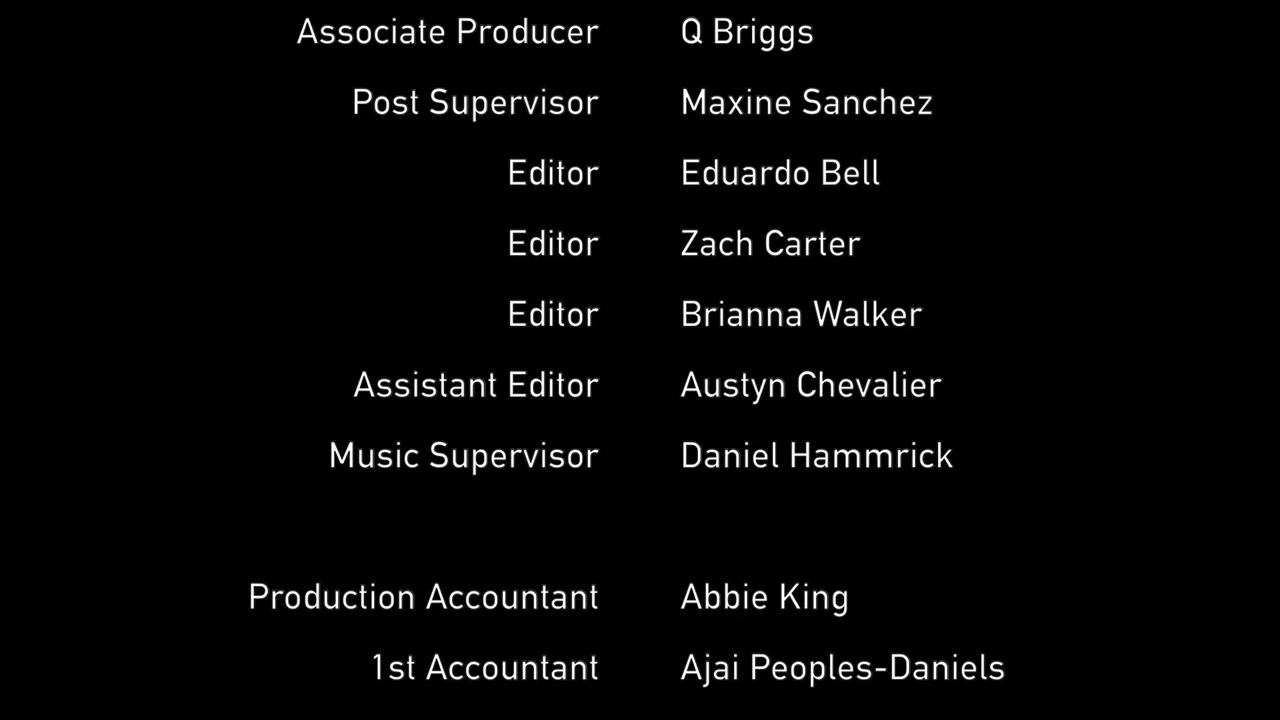 Associate Producer Q Briggs
Post Supervisor Maxine Sanchez
Editor Eduardo Bell
Editor Zach Carter
Editor Brianna Walker
Assistant Editor Austyn Chevalier
Music Supervisor Daniel Hammrick
Production Accountant Abbie King
1st Accountant Ajai Peoples-Daniels